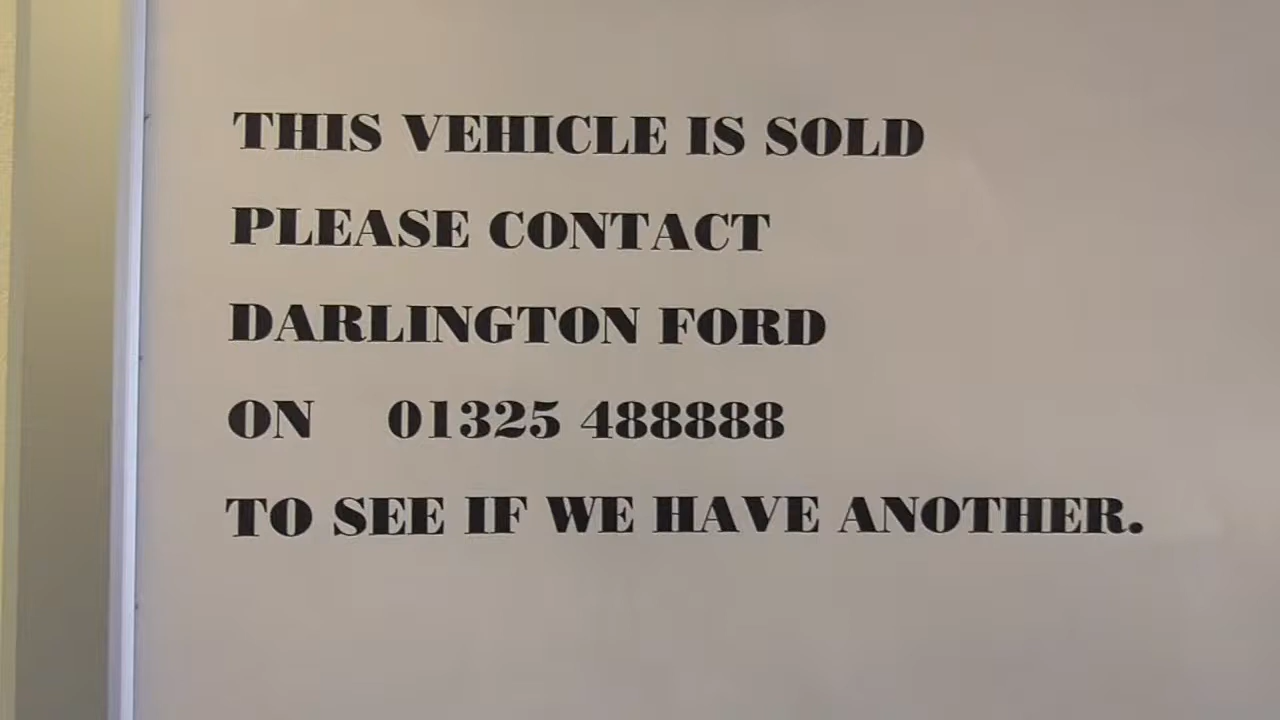 THIS VEHICLE IS SOLD
PLEASE CONTACT
DARLINGTON FORD
ON 01325 488888
TO SEE IF WE HAVE ANOTHER.